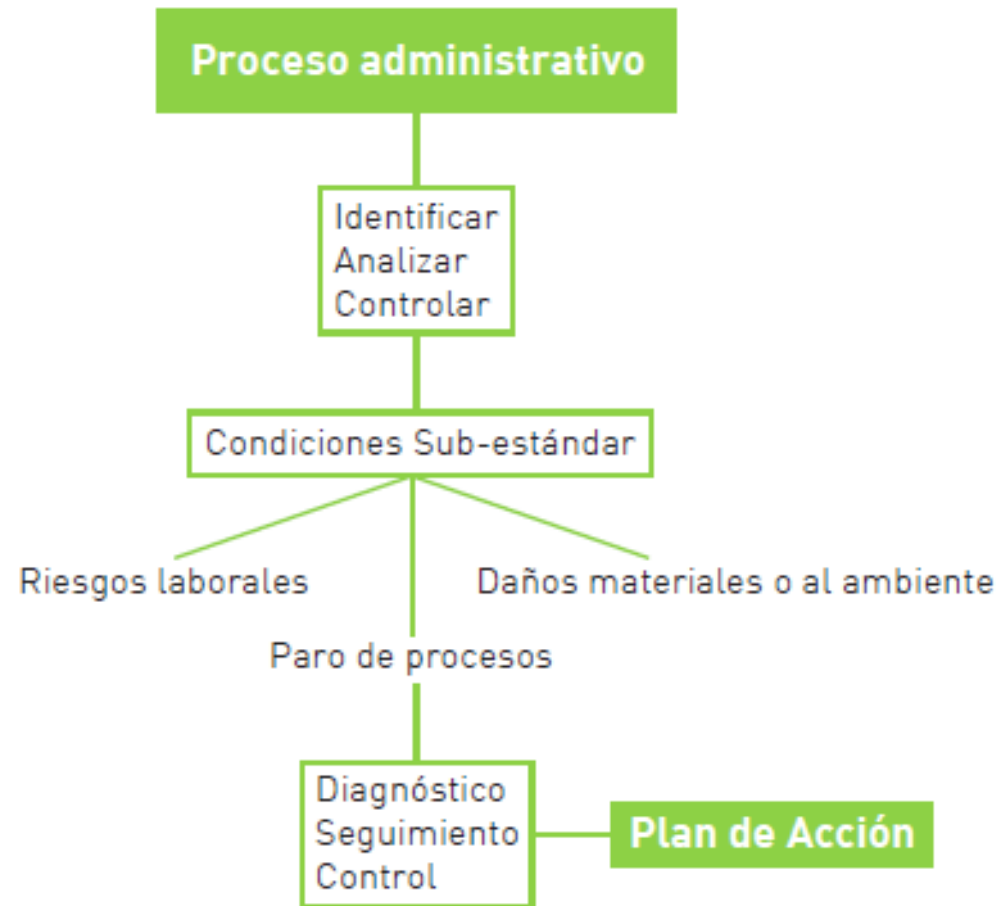 Proceso administrativo
Identificar
Analizar
Controlar
Condiciones Sub-estándar
Riesgos laborales
Daños materiales o al ambiente
Paro de procesos
Diagnóstico
Seguimiento
Control
Plan de Acción